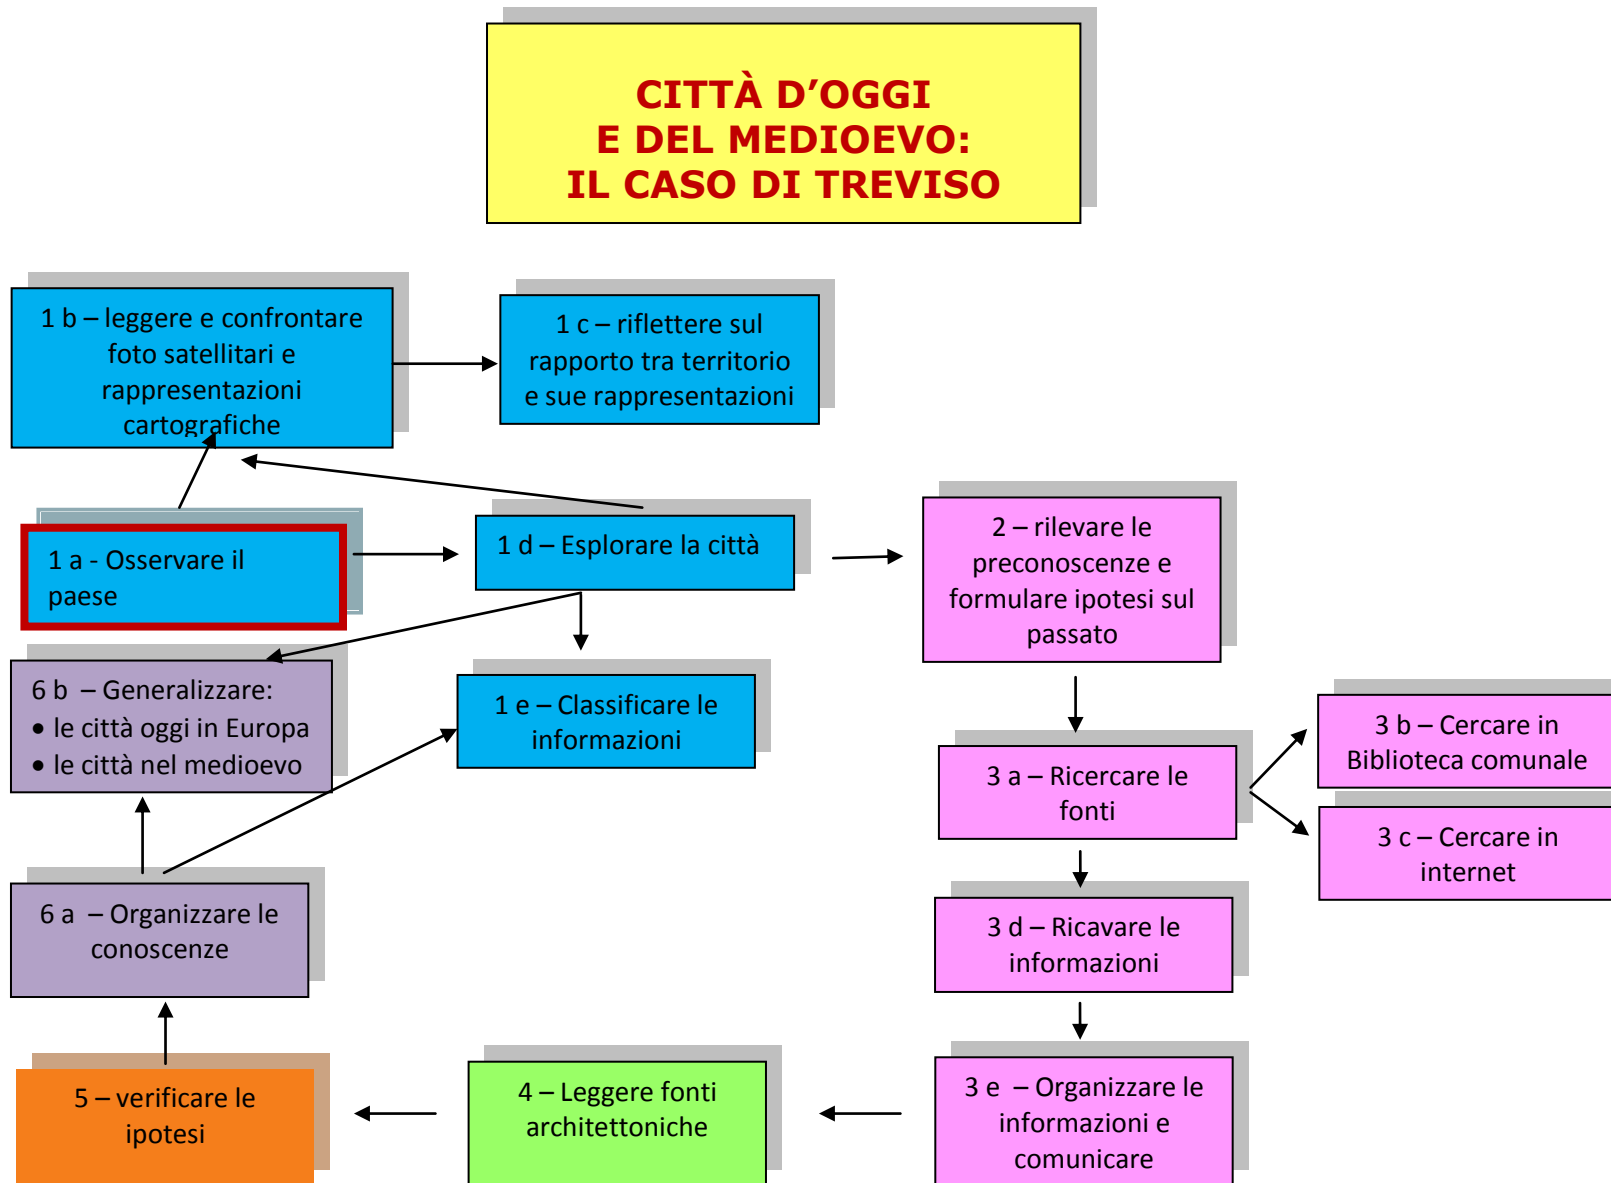 CITTÀ D’OGGI
E DEL MEDIOEVO:
IL CASO DI TREVISO
1 b – leggere e confrontare
foto satellitari e
rappresentazioni
cartografiche
1 c – riflettere sul
rapporto tra territorio
e sue rappresentazioni
1 a - Osservare il
paese
1 d – Esplorare la città
2 – rilevare le
preconoscenze e
formulare ipotesi sul
passato
6 b – Generalizzare:
• le città oggi in Europa
• le città nel medioevo
1 e – Classificare le
informazioni
3 a – Ricercare le
fonti
3 b – Cercare in
Biblioteca comunale
3 c – Cercare in
internet
6 a – Organizzare le
conoscenze
3 d – Ricavare le
informazioni
5 – verificare le
ipotesi
4 – Leggere fonti
architettoniche
3 e – Organizzare le
informazioni e
comunicare